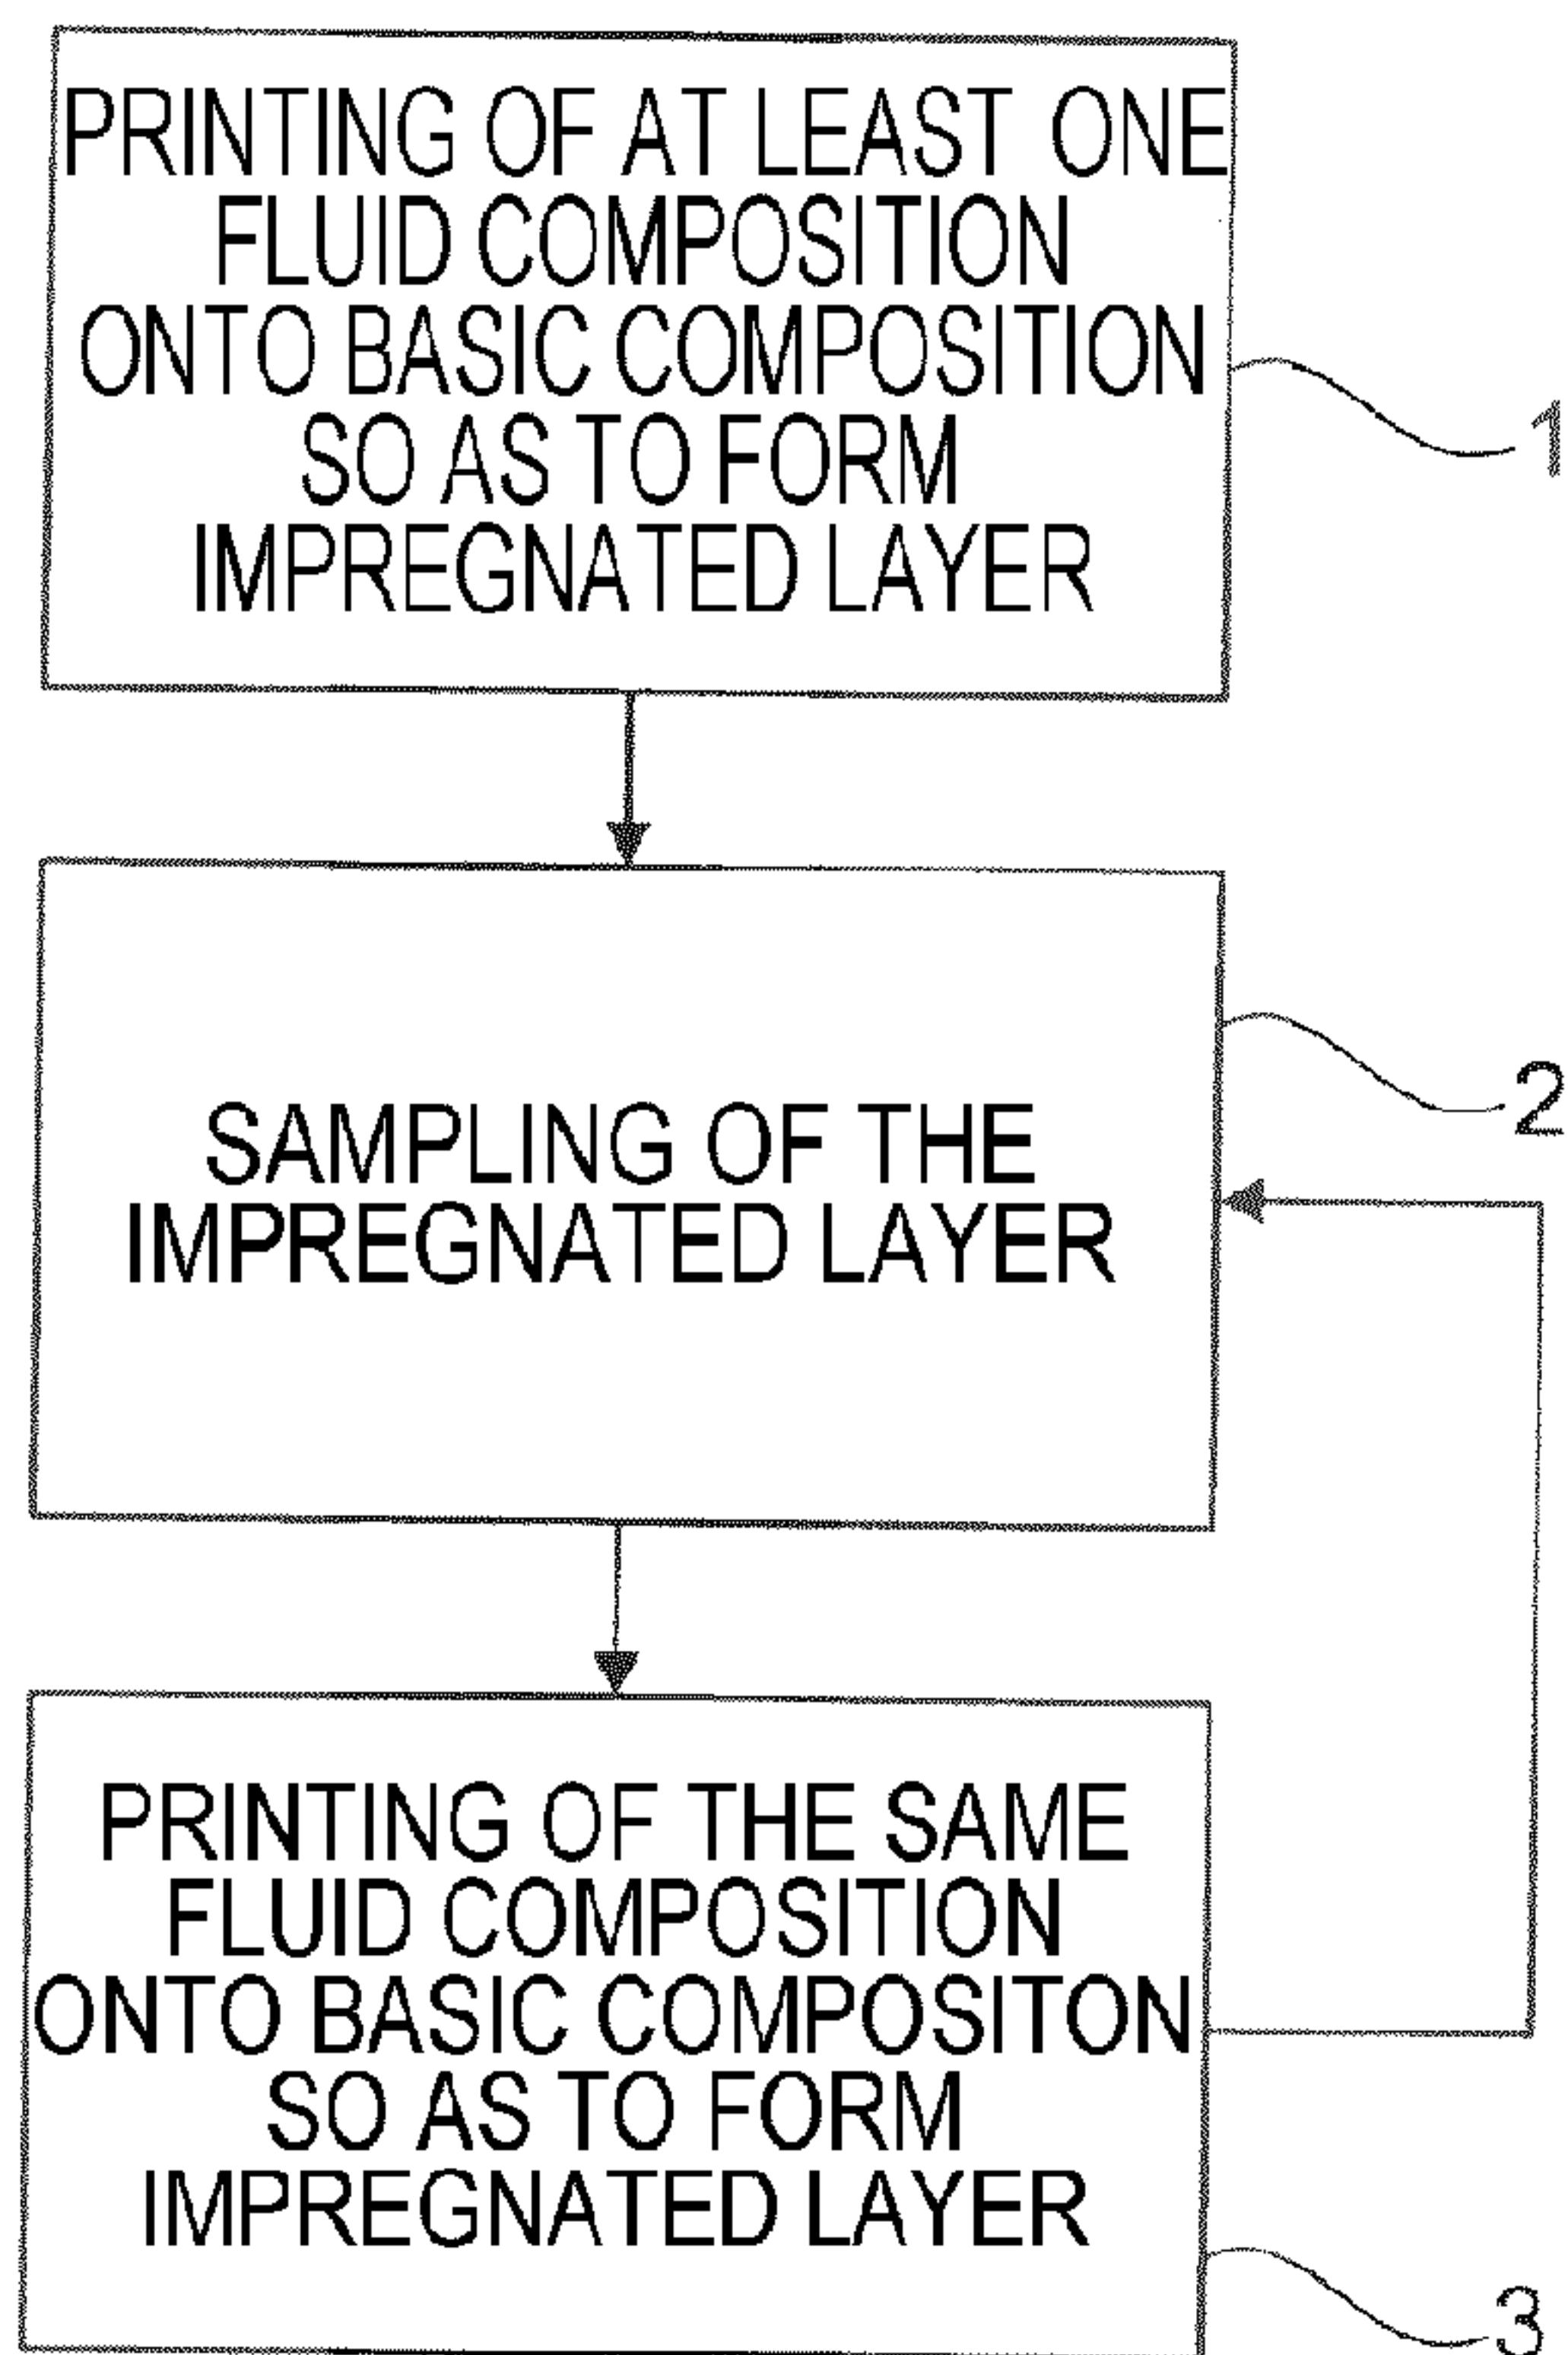 PRINTING OF AT LEAST ONE
FLUID COMPOSITION
ONTO BASIC COMPOSITION
SO AS TO FORM
IMPREGNATED LAYER
1
SAMPLING OF THE
IMPREGNATED LAYER
2
PRINTING OF THE SAME
FLUID COMPOSITION
ONTO BASIC COMPOSITON
SO AS TO FORM
IMPREGNATED LAYER
3